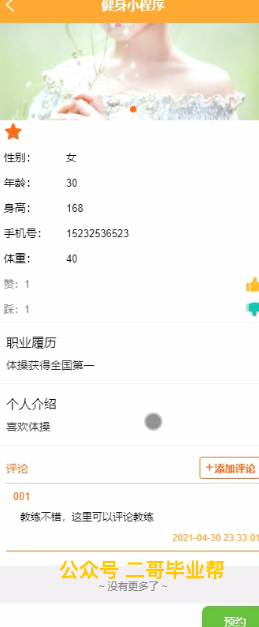 健身小程序
性别： 女
年龄： 30
身高： 168
手机号： 15232536523
体重： 40
赞：1
踩：1
职业履历
体操获得全国第一
个人介绍
喜欢体操
评论 +添加评论
001
教练不错，这里可以评论教练
2021-04-30 23:33:01
公众号 二哥毕业帮
~ 没有更多了 ~
预约